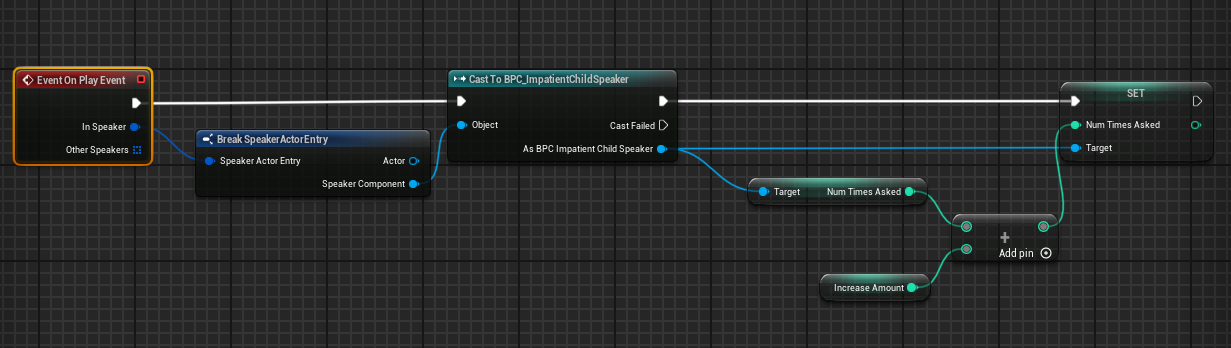 Event On Play Event
In Speaker
Other Speakers
Break SpeakerActorEntry
Speaker Actor Entry
Actor
Speaker Component
Cast To BPC_ImpatientChildSpeaker
Object
Cast Failed
As BPC Impatient Child Speaker
Target
Num Times Asked
Increase Amount
+
Add pin
SET
Num Times Asked
Target